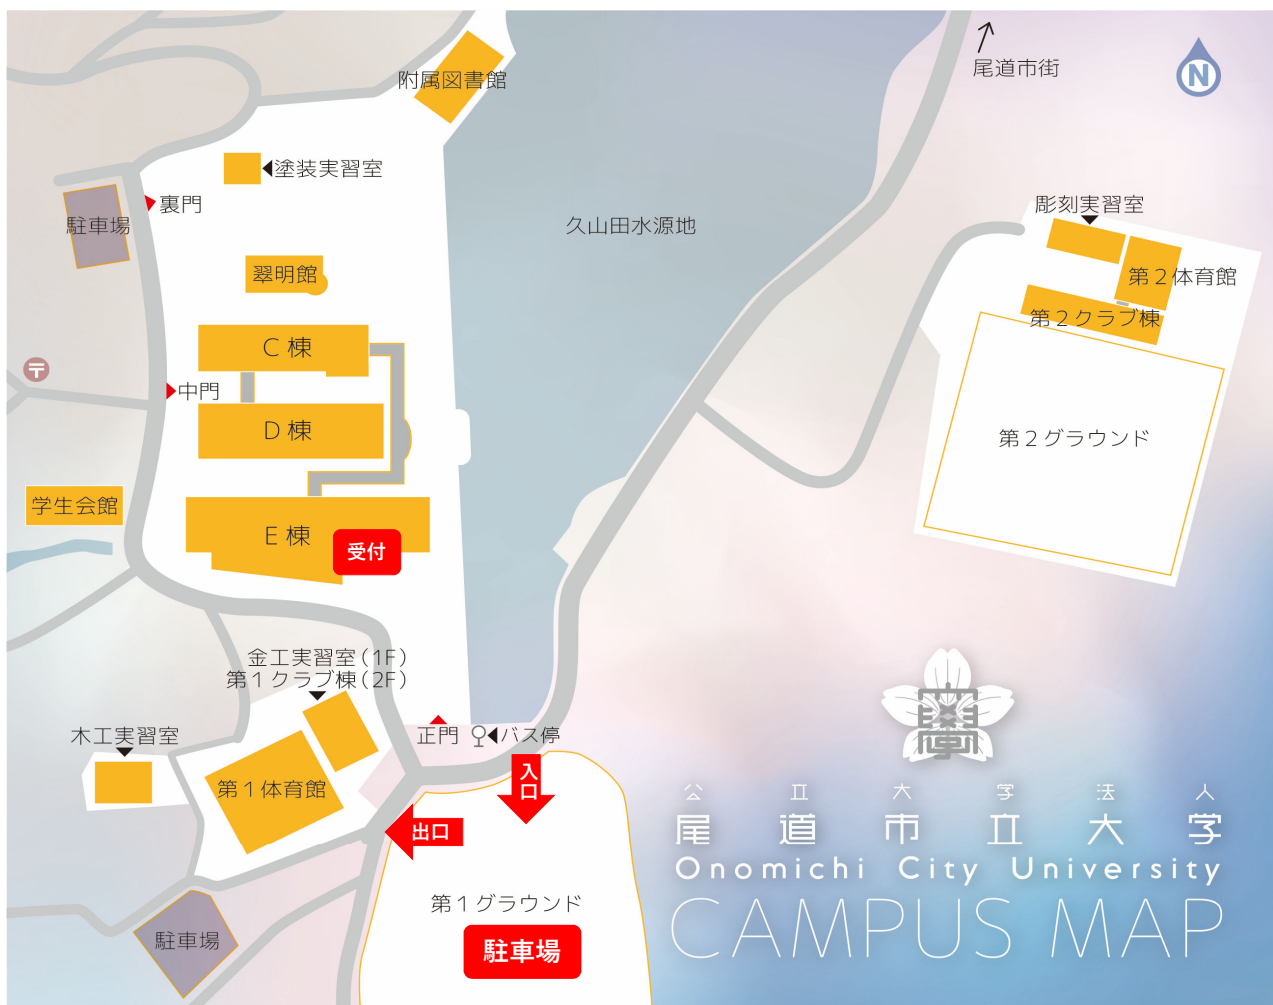 尾道市街
N
附属図書館
塗装実習室
裏門
駐車場
久山田水源地
彫刻実習室
第2体育館
第2クラブ棟
翠明館
C棟
〒
中門
D棟
第2グラウンド
学生会館
E棟
受付
金工実習室(1F)
第1クラブ棟(2F)
木工実習室
正門
バス停
入口
第1体育館
出口
第1グラウンド
駐車場
駐車場
公立大学法人
尾道市立大学
Onomichi City University
CAMPUS MAP